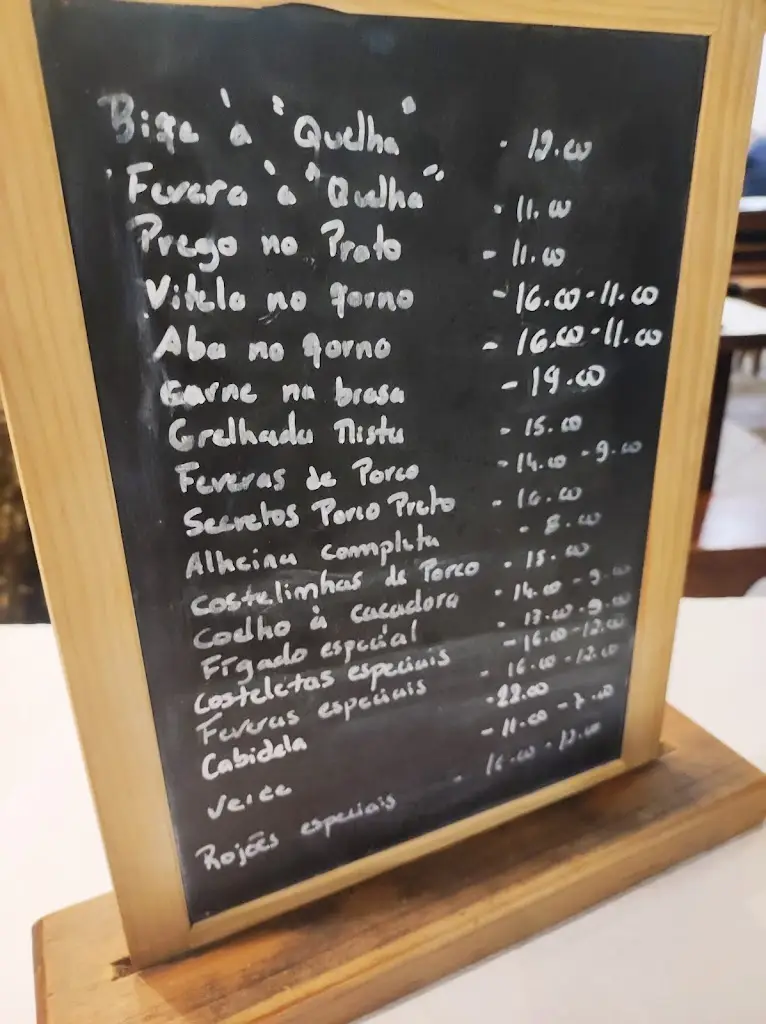 Bife à "Quelha" - 12.00
Fevera à "Quelha" - 11.00
Prego no Prato - 11.00
Vitela no forno - 16.00 - 11.00
Aba no forno - 16.00 - 11.00
Carne na brasa - 19.00
Grelhada Mista - 15.00
Feveras de Porco - 14.00 - 9.00
Secretos Porco Preto - 16.00
Alheira completa - 8.00
Costelinhas de Porco - 15.00
Coelho à caçadora - 14.00 - 9.00
Fígado especial - 13.00 - 9.00
Costeletas especiais - 16.00 - 12.00
Feveras especiais - 16.00 - 12.00
Cabidela - 22.00
- 11.00 - 7.00
Rojões especiais - 16.00 - 12.00